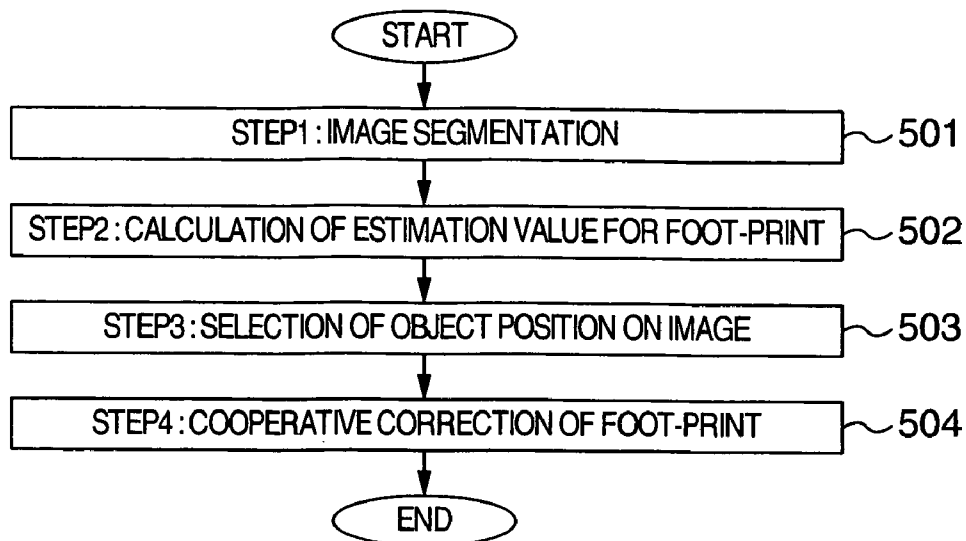 START
STEP1 : IMAGE SEGMENTATION 501
STEP2 : CALCULATION OF ESTIMATION VALUE FOR FOOT-PRINT 502
STEP3 : SELECTION OF OBJECT POSITION ON IMAGE 503
STEP4 : COOPERATIVE CORRECTION OF FOOT-PRINT 504
END